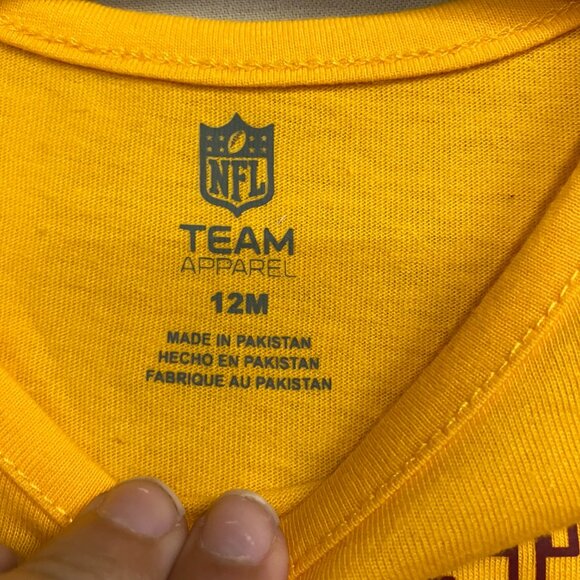 NFL
TEAM
APPAREL
12M
MADE IN PAKISTAN
HECHO EN PAKISTAN
FABRIQUE AU PAKISTAN